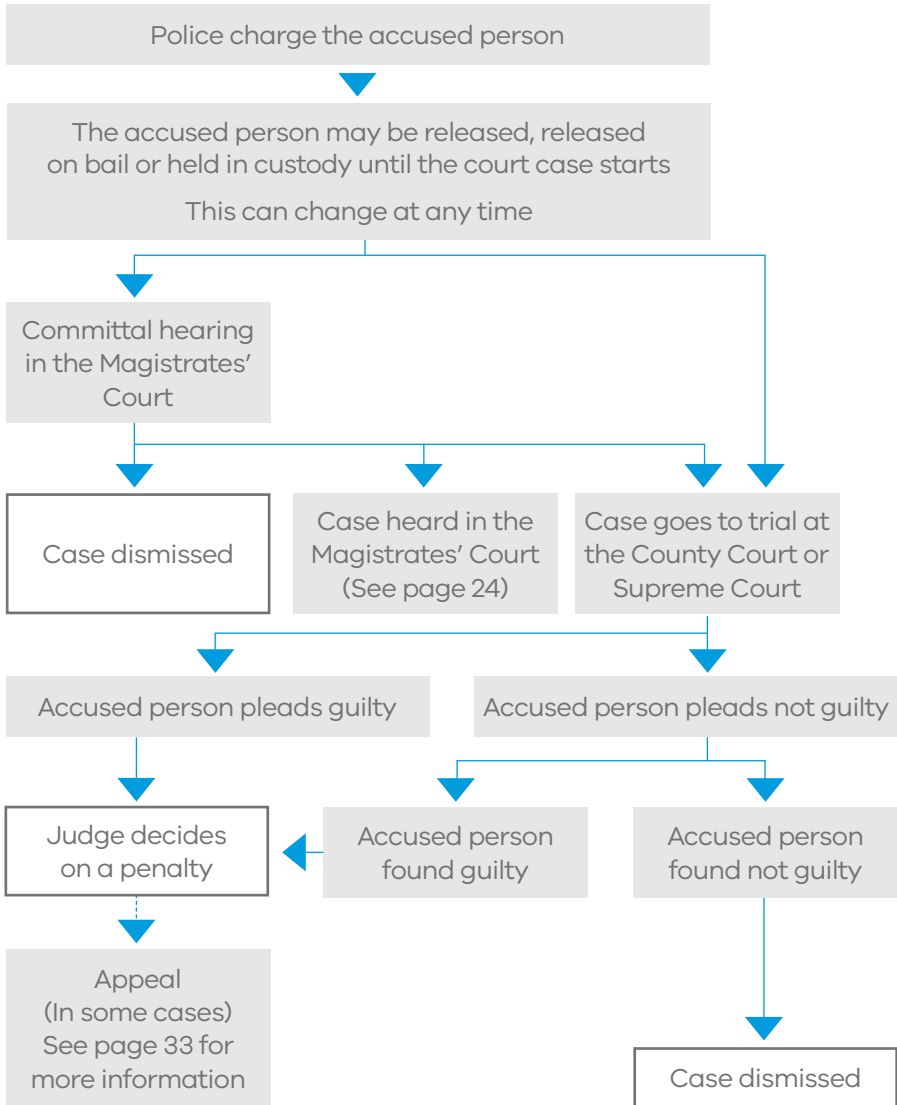 Police charge the accused person
The accused person may be released, released
on bail or held in custody until the court case starts
This can change at any time
Committal hearing
in the Magistrates’
Court
Case dismissed
Case heard in the
Magistrates’ Court
(See page 24)
Case goes to trial at
the County Court or
Supreme Court
Accused person pleads guilty
Accused person pleads not guilty
Judge decides
on a penalty
Accused person
found guilty
Accused person
found not guilty
Appeal
(In some cases)
See page 33 for
more information
Case dismissed